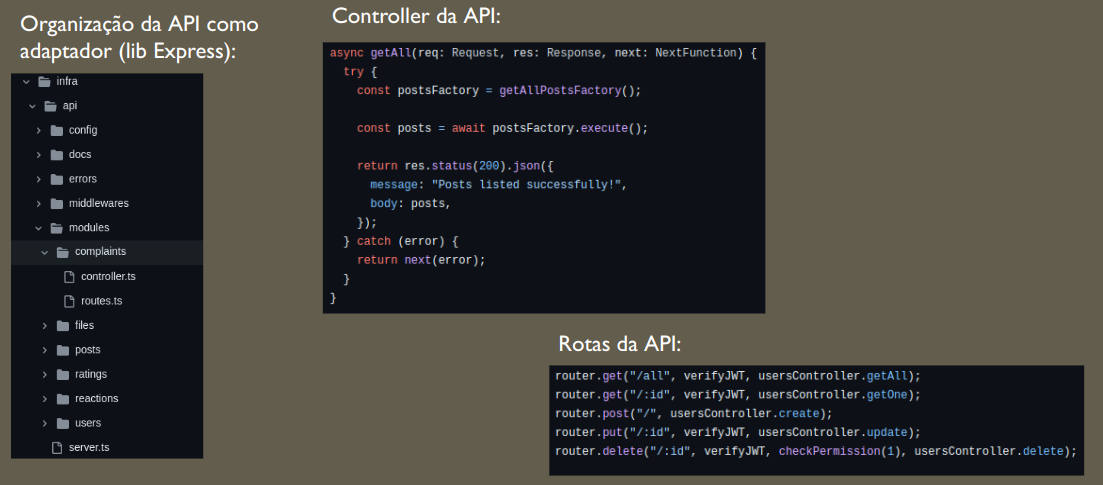 Organização da API como
adaptador (lib Express):
infra
api
config
docs
errors
middlewares
modules
complaints
controller.ts
routes.ts
files
posts
ratings
reactions
users
server.ts
Controller da API:
async getAll(req: Request, res: Response, next: NextFunction) {
  try {
    const postsFactory = getAllPostsFactory();

    const posts = await postsFactory.execute();

    return res.status(200).json({
      message: "Posts listed successfully!",
      body: posts,
    });
  } catch (error) {
    return next(error);
  }
}
Rotas da API:
router.get("/all", verifyJWT, usersController.getAll);
router.get("/:id", verifyJWT, usersController.getOne);
router.post("/", usersController.create);
router.put("/:id", verifyJWT, usersController.update);
router.delete("/:id", verifyJWT, checkPermission(1), usersController.delete);